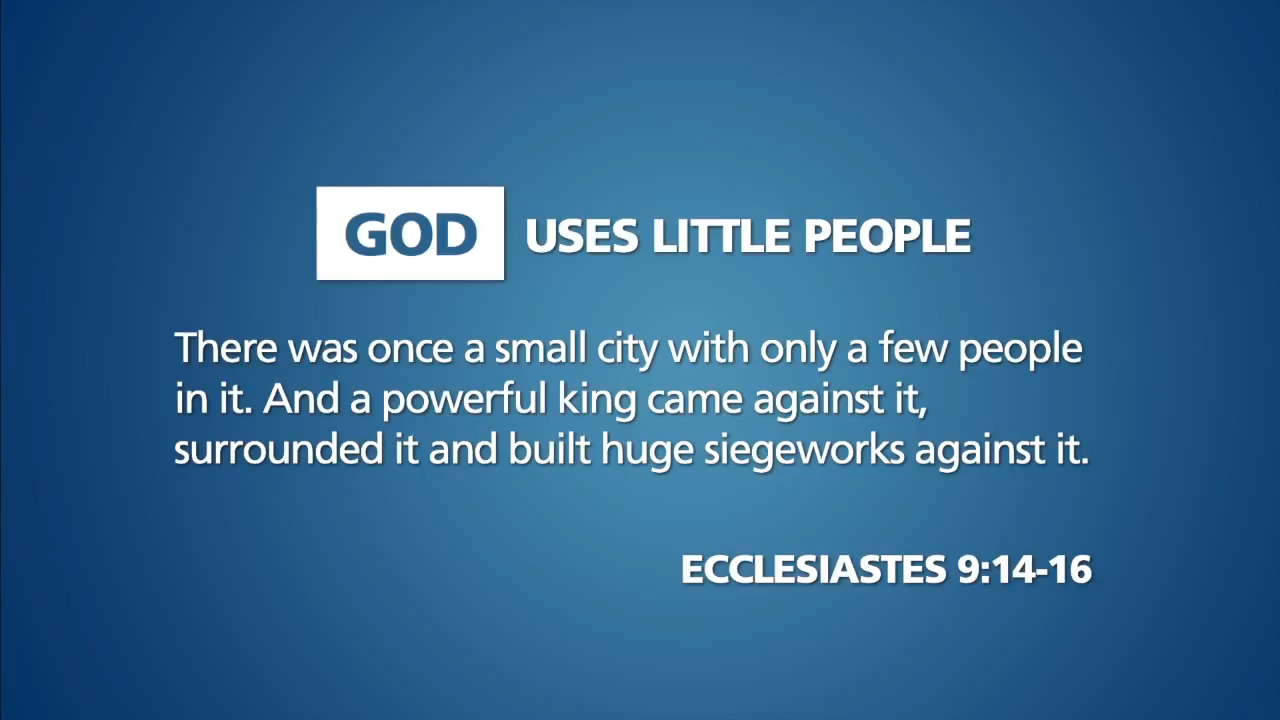 GOD USES LITTLE PEOPLE
There was once a small city with only a few people
in it. And a powerful king came against it,
surrounded it and built huge siegeworks against it.
ECCLESIASTES 9:14-16